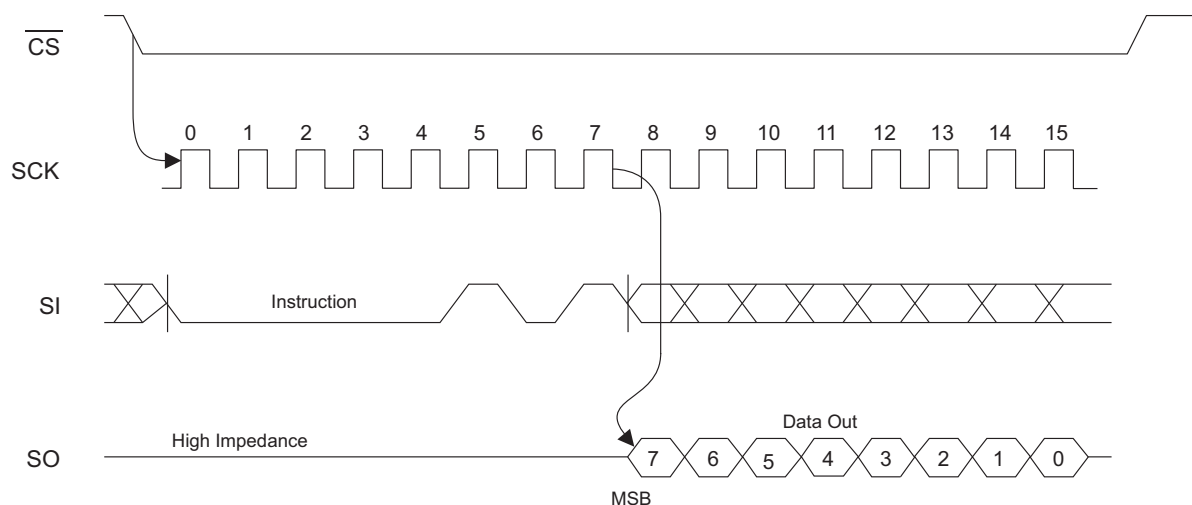 CS
0 1 2 3 4 5 6 7 8 9 10 11 12 13 14 15
SCK
SI
Instruction
High Impedance
Data Out
SO
7 6 5 4 3 2 1 0
MSB